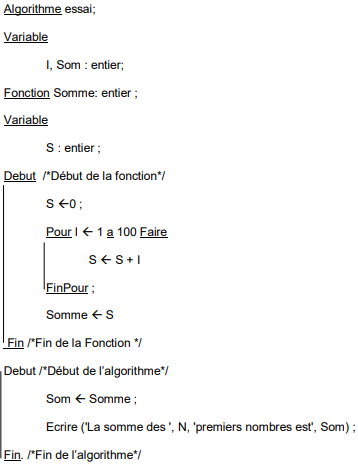 Algorithme essai;
Variable
I, Som : entier;
Fonction Somme: entier ;
Variable
S : entier ;
Debut /*Début de la fonction*/
S ←0 ;
Pour I ← 1 a 100 Faire
S ← S + I
FinPour ;
Somme ← S
Fin /*Fin de la Fonction */
Debut /*Début de l'algorithme*/
Som ← Somme ;
Ecrire ('La somme des ', N, 'premiers nombres est', Som) ;
Fin. /*Fin de l'algorithme*/